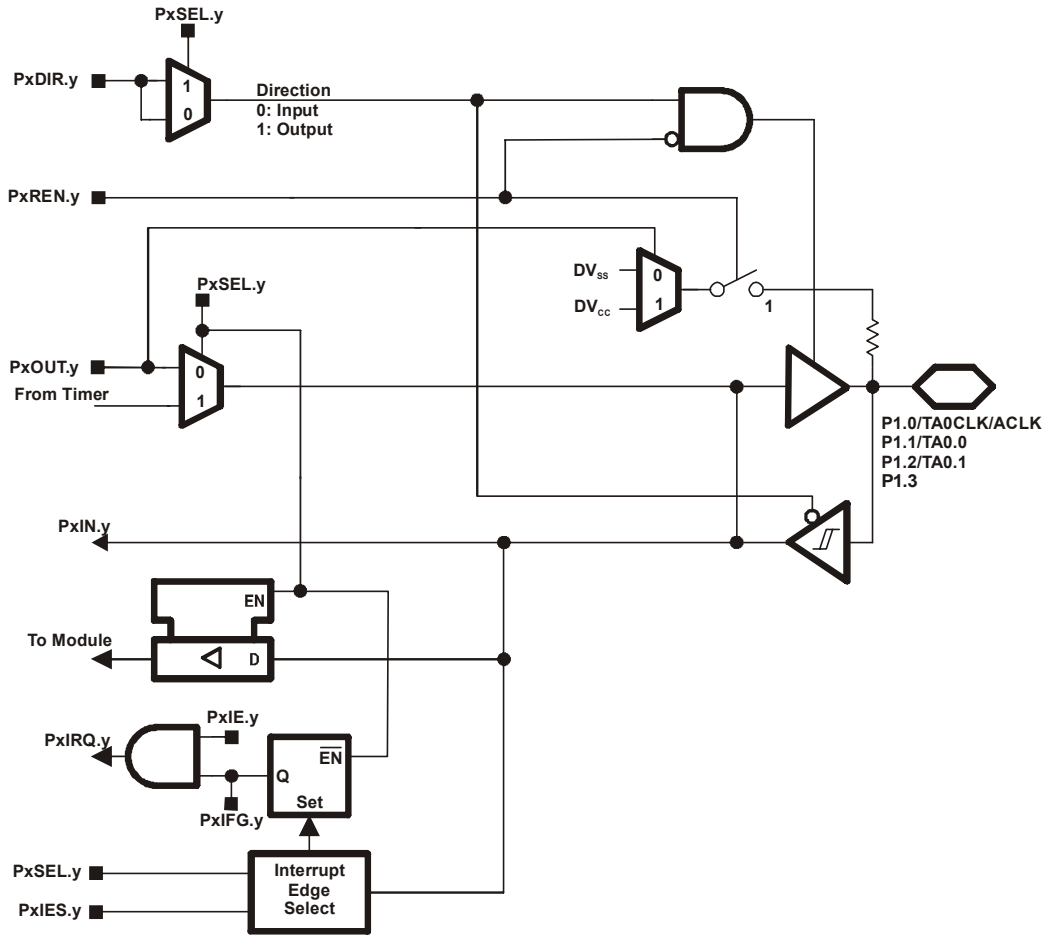 PxSEL.y
PxDIR.y
1
0
Direction
0: Input
1: Output
PxREN.y
DVSS
0
DVCC
1
1
PxSEL.y
PxOUT.y
0
From Timer
1
P1.0/TA0CLK/ACLK
P1.1/TA0.0
P1.2/TA0.1
P1.3
PxIN.y
EN
To Module
D
PxIE.y
PxIRQ.y
EN
Q
Set
PxIFG.y
PxSEL.y
PxIES.y
Interrupt
Edge
Select